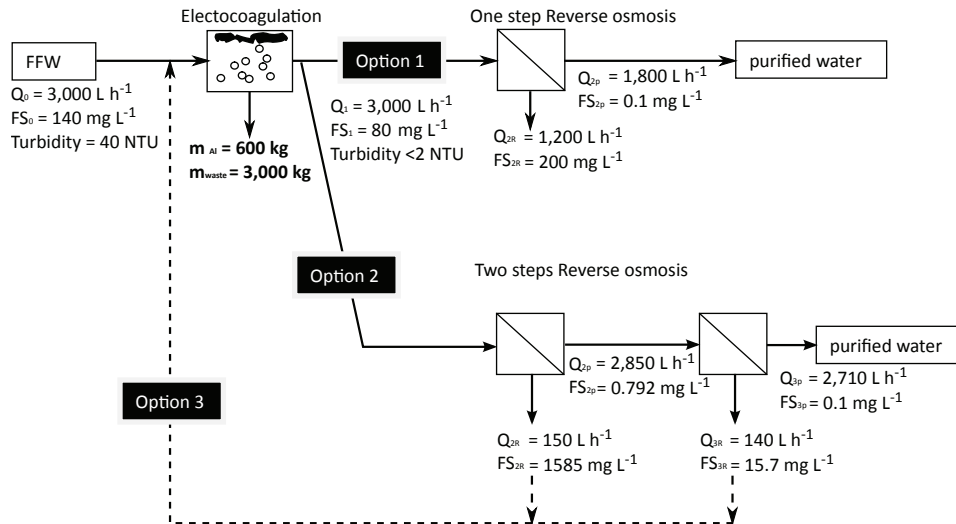 Electocoagulation
One step Reverse osmosis
FFW
Option 1
purified water
Q₀ = 3,000 L h⁻¹
FS₀ = 140 mg L⁻¹
Turbidity = 40 NTU
m Al = 600 kg
mwaste = 3,000 kg
Q₁ = 3,000 L h⁻¹
FS₁ = 80 mg L⁻¹
Turbidity <2 NTU
Q2p = 1,800 L h⁻¹
FS2p = 0.1 mg L⁻¹
Q2R = 1,200 L h⁻¹
FS2R = 200 mg L⁻¹
Option 2
Two steps Reverse osmosis
purified water
Q2p = 2,850 L h⁻¹
FS2p= 0.792 mg L⁻¹
Q3p = 2,710 L h⁻¹
FS3p = 0.1 mg L⁻¹
Option 3
Q2R = 150 L h⁻¹
FS2R = 1585 mg L⁻¹
Q3R = 140 L h⁻¹
FS3R = 15.7 mg L⁻¹